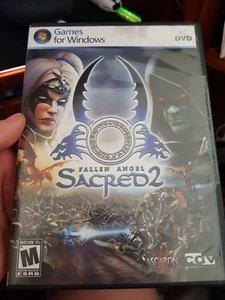 Games
for Windows
DVD
FALLEN ANGEL
SACRED 2
MATURE 17+
M
ESRB
ASCARON
cdv